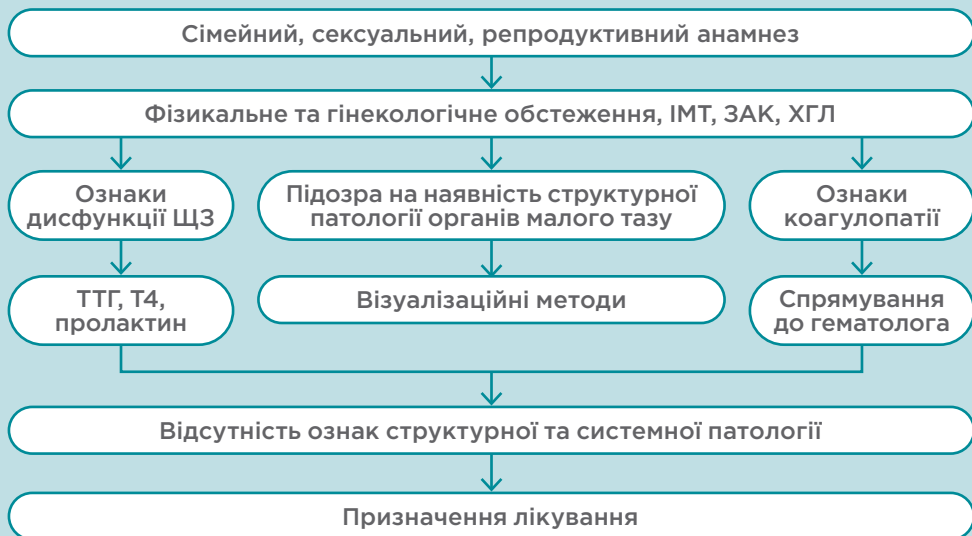 Сімейний, сексуальний, репродуктивний анамнез
Фізикальне та гінекологічне обстеження, ІМТ, ЗАК, ХГЛ
Ознаки
дисфункції ЩЗ
Підозра на наявність структурної
патології органів малого тазу
Ознаки
коагулопатії
ТТГ, Т4,
пролактин
Візуалізаційні методи
Спрямування
до гематолога
Відсутність ознак структурної та системної патології
Призначення лікування